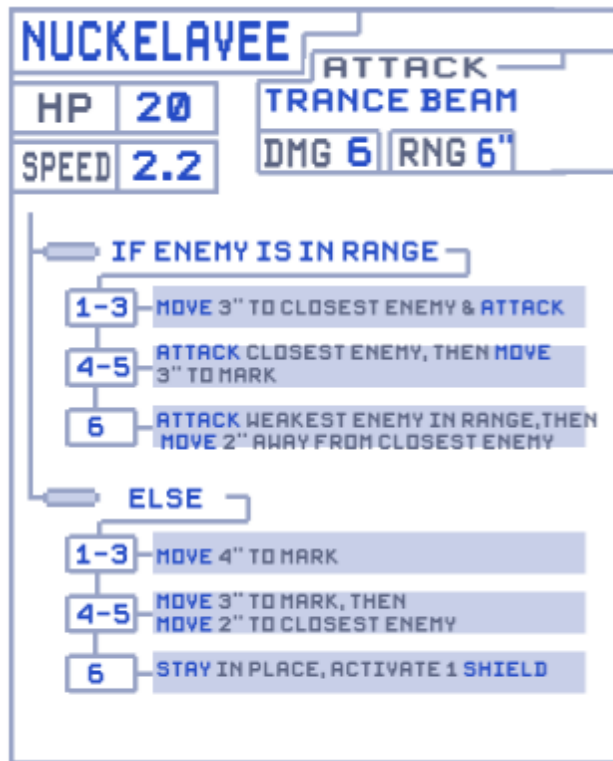 NUCKELAVEE
ATTACK
HP 20
TRANCE BEAM
SPEED 2.2
DMG 6 RNG 6"
IF ENEMY IS IN RANGE
1-3 MOVE 3" TO CLOSEST ENEMY & ATTACK
4-5 ATTACK CLOSEST ENEMY, THEN MOVE
3" TO MARK
6 ATTACK WEAKEST ENEMY IN RANGE,THEN
MOVE 2" AWAY FROM CLOSEST ENEMY
ELSE
1-3 MOVE 4" TO MARK
4-5 MOVE 3" TO MARK, THEN
MOVE 2" TO CLOSEST ENEMY
6 STAY IN PLACE, ACTIVATE 1 SHIELD